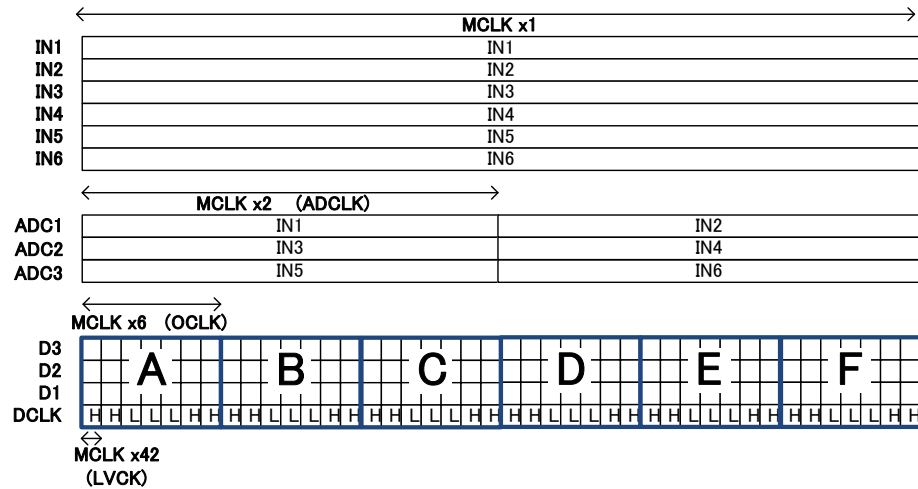 MCLK x1
IN1 IN1
IN2 IN2
IN3 IN3
IN4 IN4
IN5 IN5
IN6 IN6
MCLK x2 (ADCLK)
ADC1 IN1 IN2
ADC2 IN3 IN4
ADC3 IN5 IN6
MCLK x6 (OCLK)
D3
D2
D1
A B C D E F
DCLK H H L L L H H H H L L L H H H H L L L H H H H L L L H H H H L L L H H H H L L L H H
MCLK x42
(LVCK)